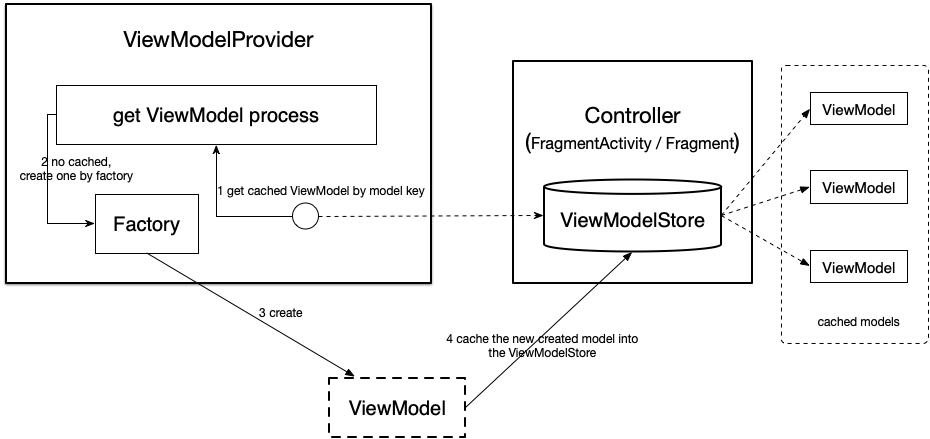 ViewModelProvider
get ViewModel process
2 no cached,
create one by factory
1 get cached ViewModel by model key
Factory
3 create
ViewModel
4 cache the new created model into
the ViewModelStore
Controller
(FragmentActivity / Fragment)
ViewModelStore
ViewModel
ViewModel
ViewModel
cached models